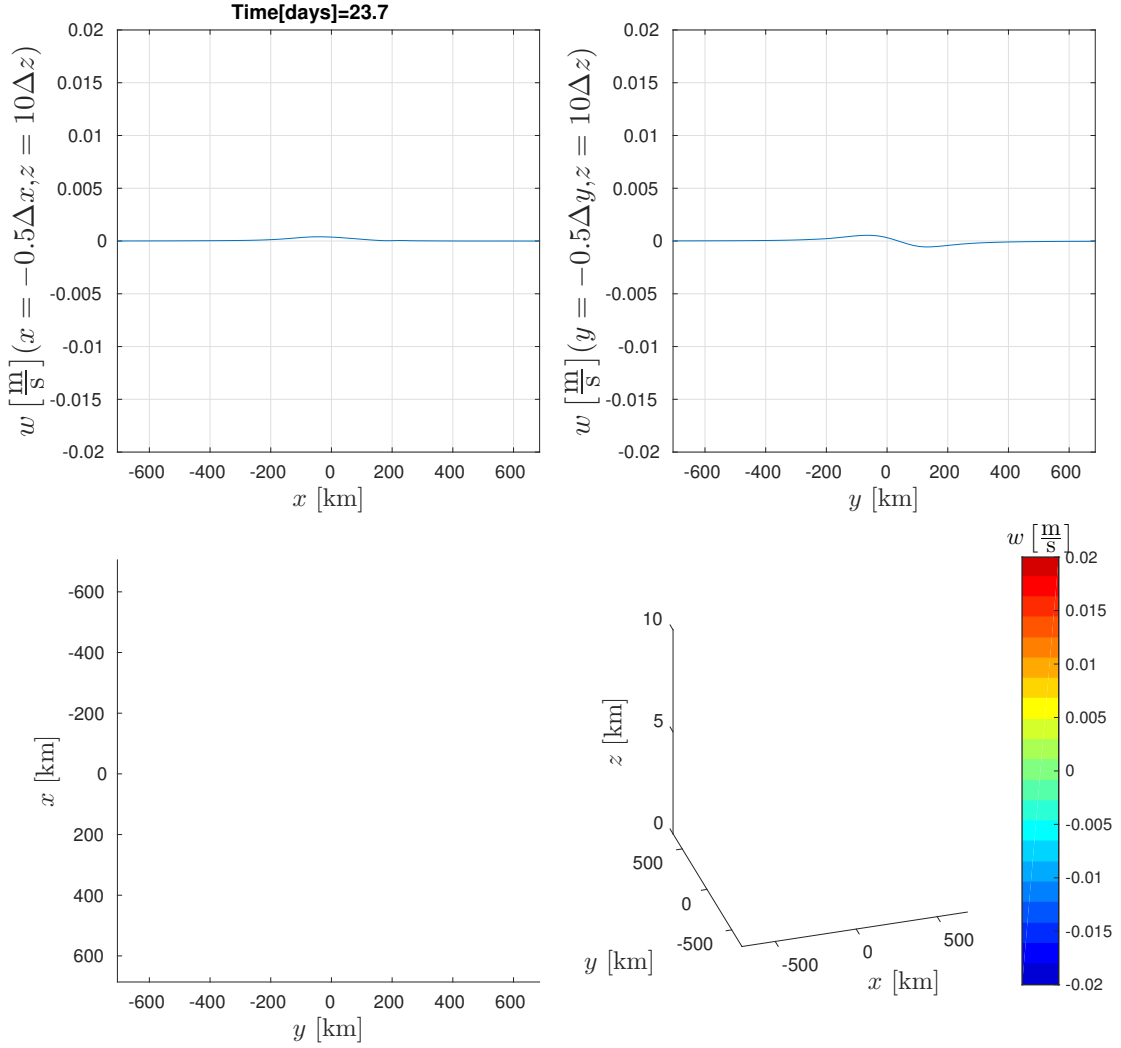 Time[days]=23.7
w [m/s] (x = −0.5Δx,z = 10Δz)
0.02
0.015
0.01
0.005
0
-0.005
-0.01
-0.015
-0.02
-600 -400 -200 0 200 400 600
x [km]
w [m/s] (y = −0.5Δy,z = 10Δz)
0.02
0.015
0.01
0.005
0
-0.005
-0.01
-0.015
-0.02
-600 -400 -200 0 200 400 600
y [km]
x [km]
-600
-400
-200
0
200
400
600
-600 -400 -200 0 200 400 600
y [km]
z [km]
10
5
0
500
0
-500
y [km]
-500 0 500
x [km]
w [m/s]
0.02
0.015
0.01
0.005
0
-0.005
-0.01
-0.015
-0.02